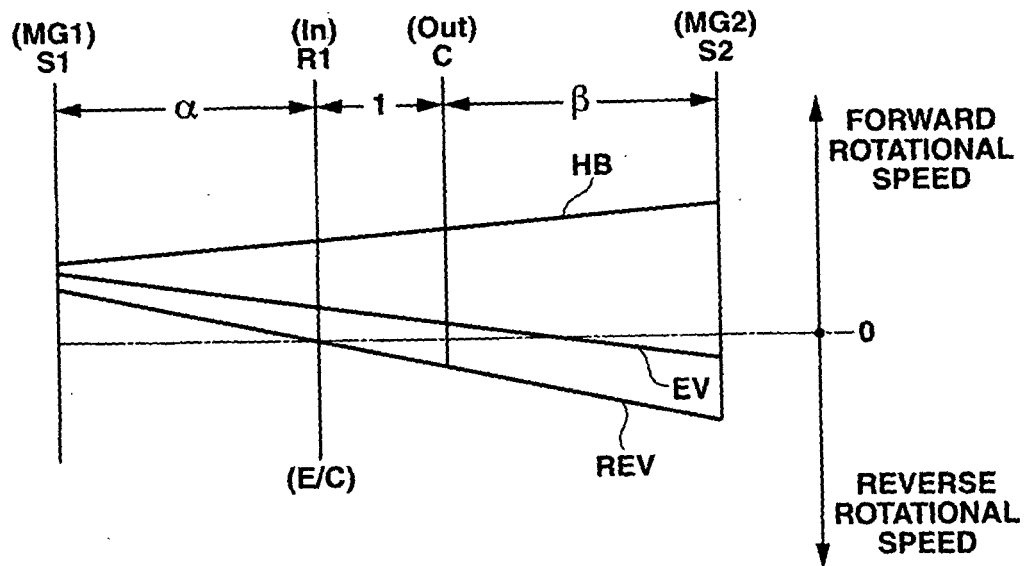 (MG1)
S1
(In)
R1
(Out)
C
(MG2)
S2
α
1
β
FORWARD
ROTATIONAL
SPEED
HB
0
EV
REV
(E/C)
REVERSE
ROTATIONAL
SPEED